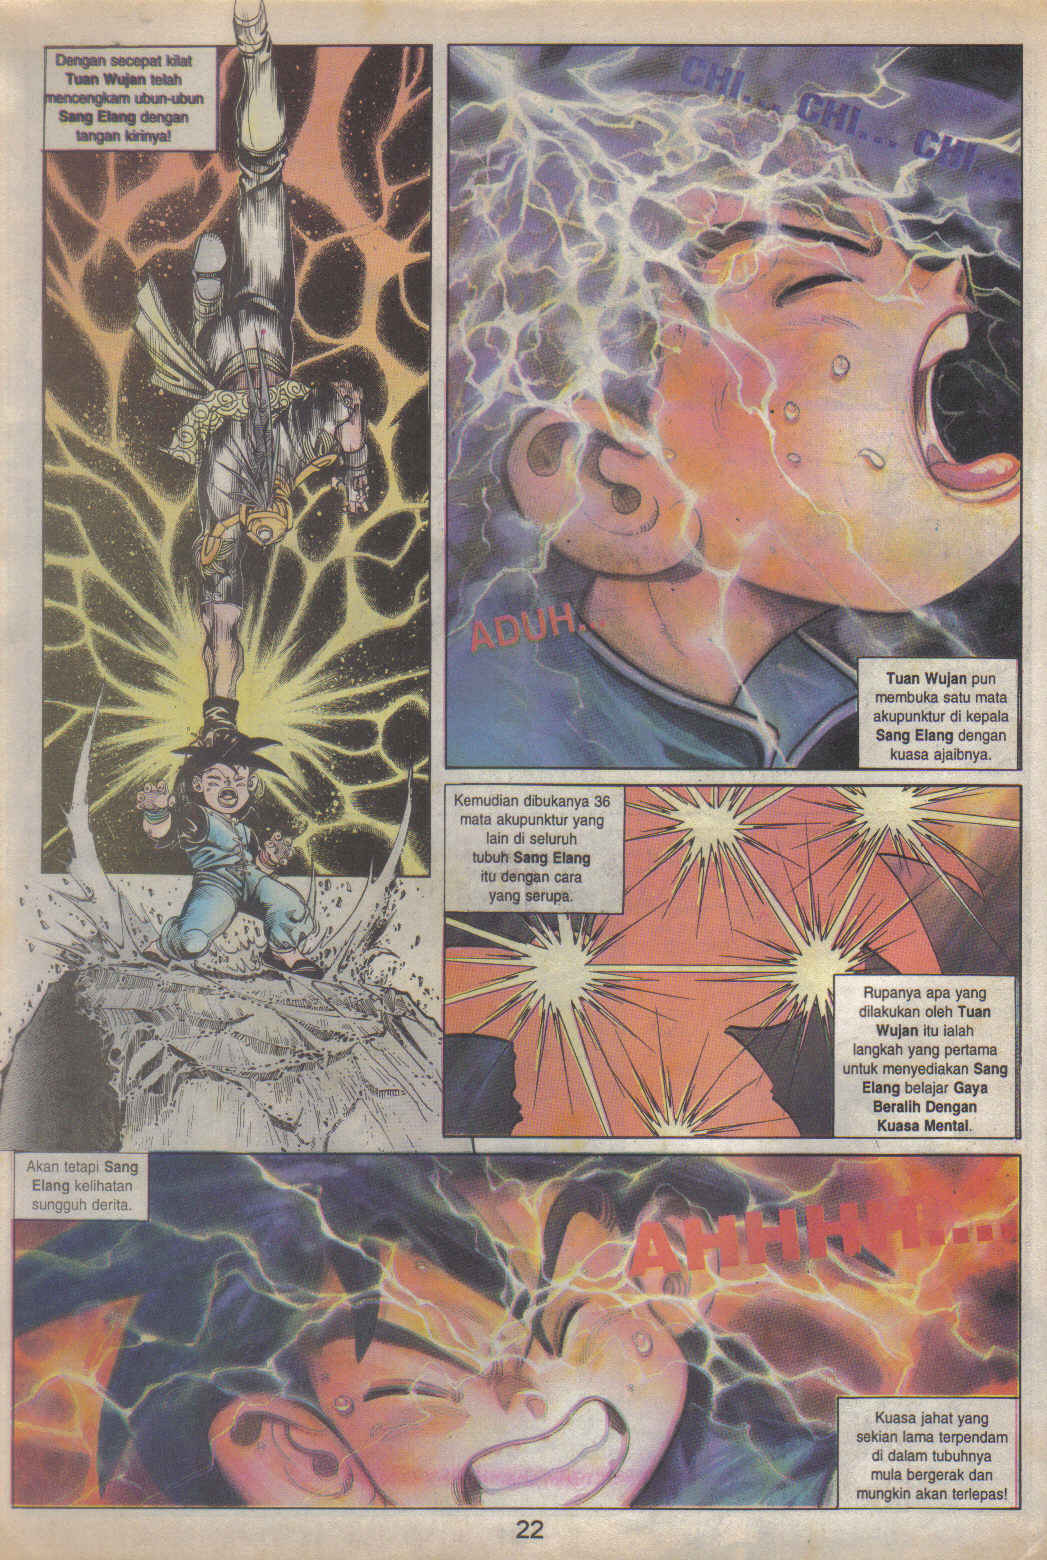 Dengan secepat kilat
Tuan Wujan telah
mencengkam ubun-ubun
Sang Elang dengan
tangan kirinya!
CHI... CHI... CHI...
ADUH...
Tuan Wujan pun
membuka satu mata
akupunktur di kepala
Sang Elang dengan
kuasa ajaibnya.
Kemudian dibukanya 36
mata akupunktur yang
lain di seluruh
tubuh Sang Elang
itu dengan cara
yang serupa.
Rupanya apa yang
dilakukan oleh Tuan
Wujan itu ialah
langkah yang pertama
untuk menyediakan Sang
Elang belajar Gaya
Beralih Dengan
Kuasa Mental.
Akan tetapi Sang
Elang kelihatan
sungguh derita.
AHHHHH....
Kuasa jahat yang
sekian lama terpendam
di dalam tubuhnya
mula bergerak dan
mungkin akan terlepas!
22